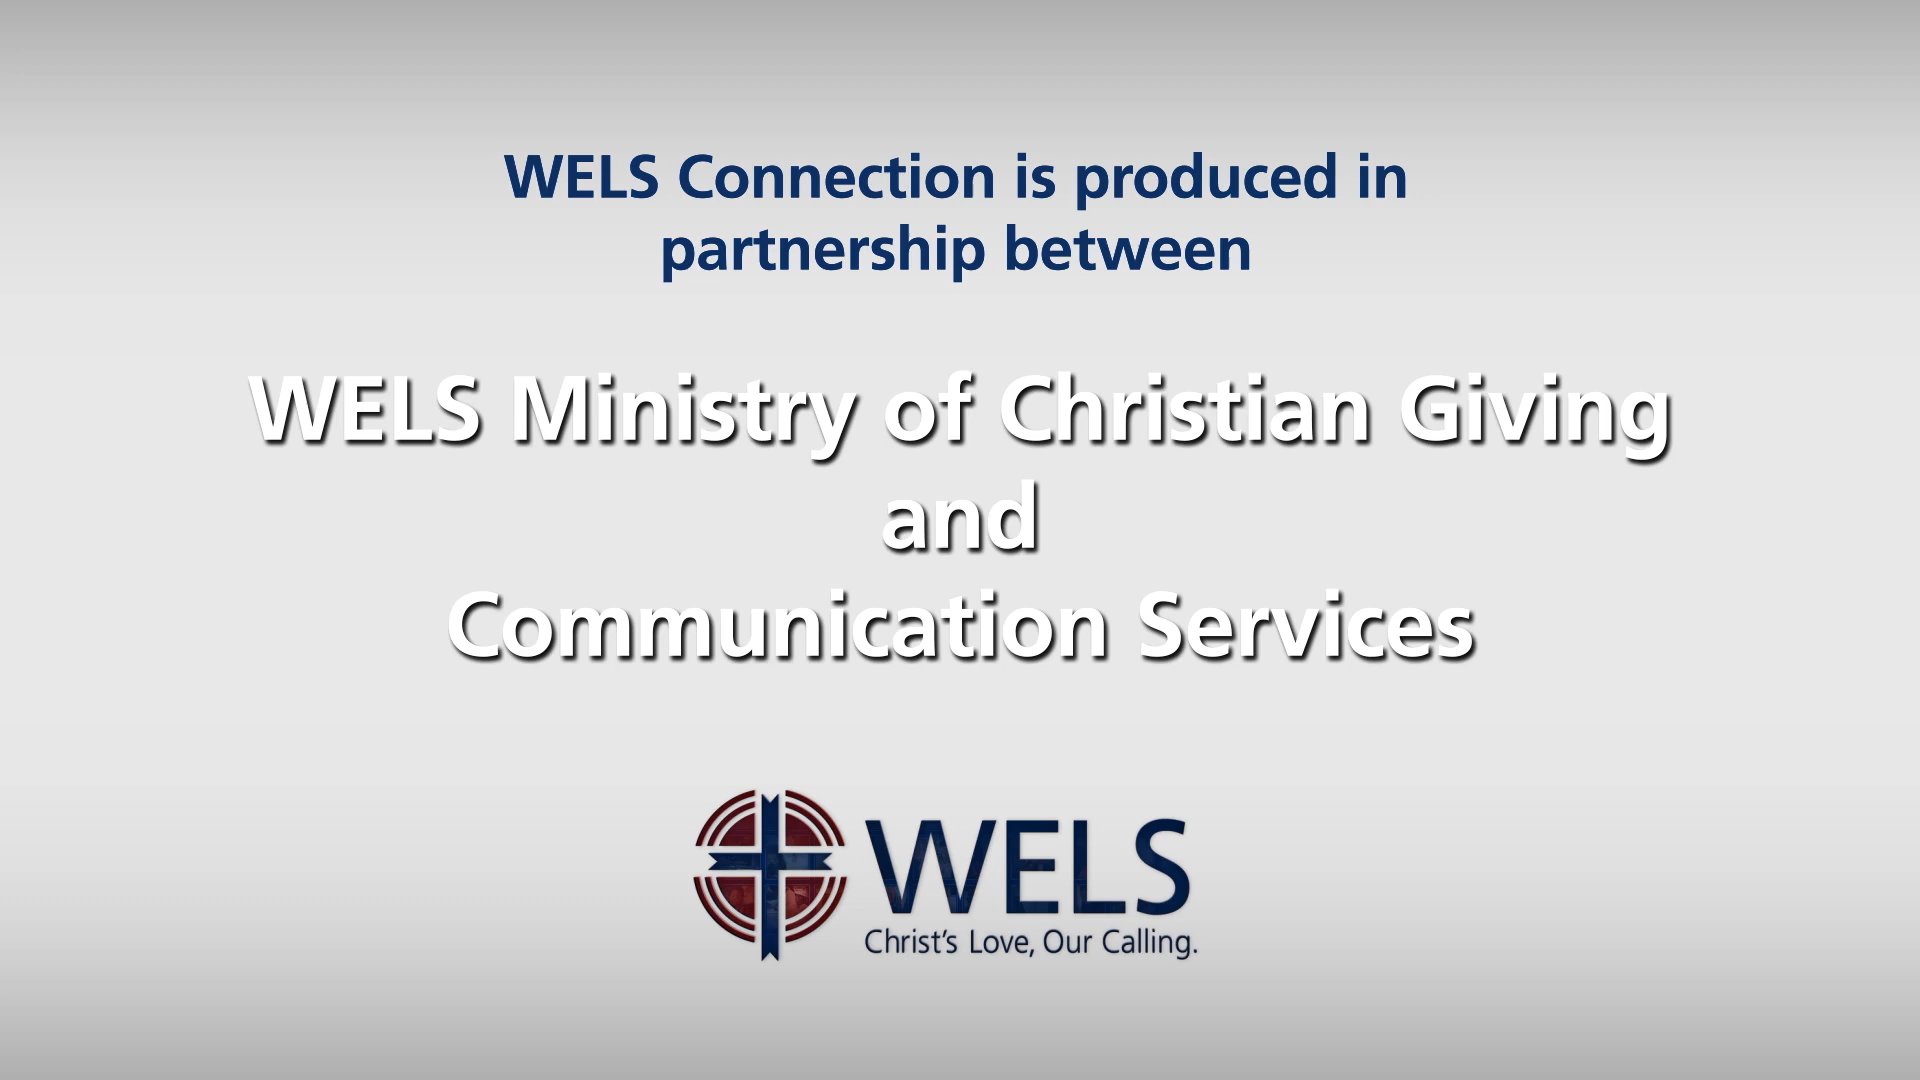 WELS Connection is produced in
partnership between
WELS Ministry of Christian Giving
and
Communication Services
WELS
Christ's Love, Our Calling.